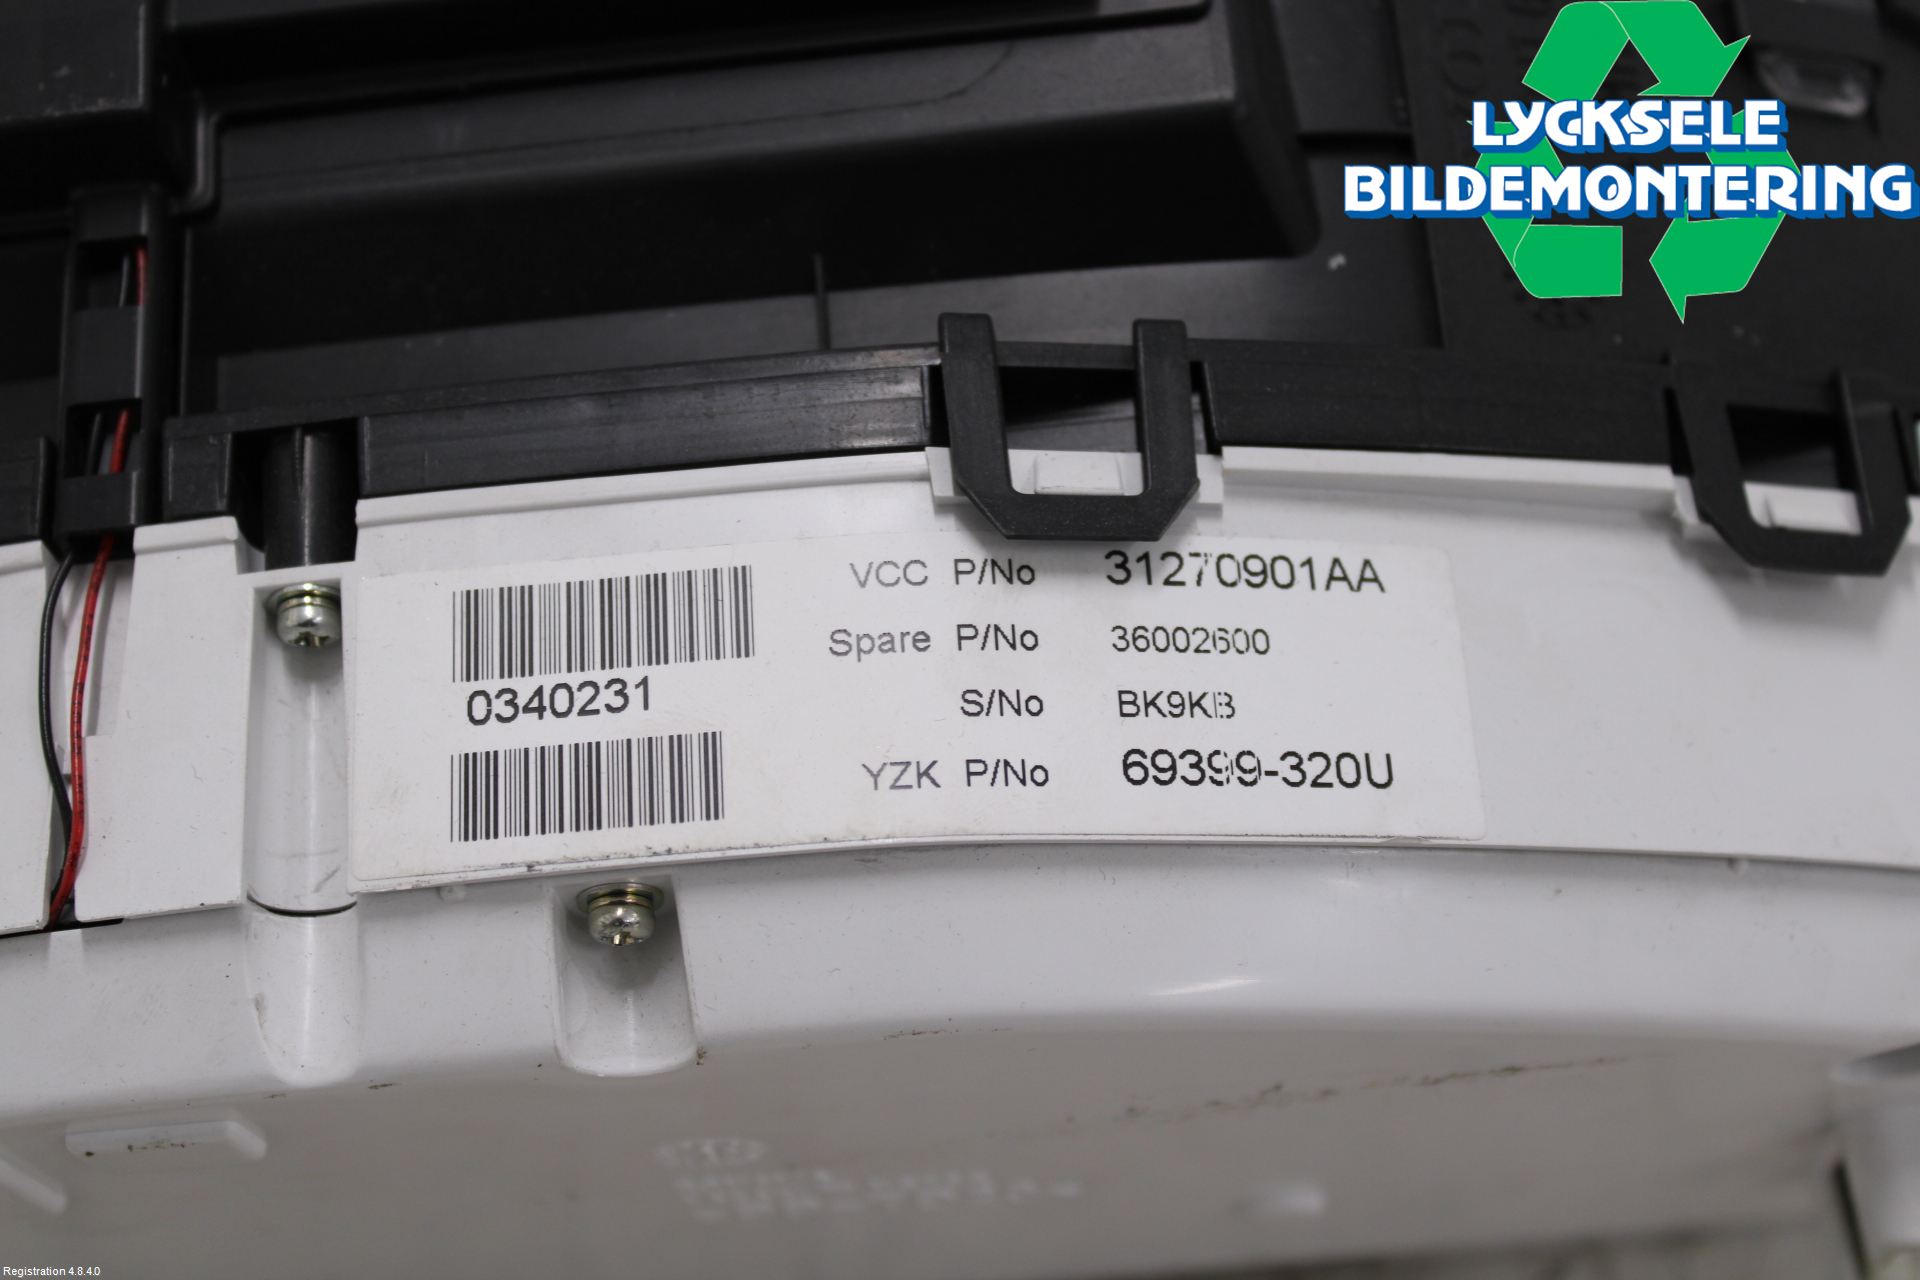 LYCKSELE
BILDEMONTERING
VCC P/No 31270901AA
Spare P/No 36002600
0340231
S/No BK9KB
YZK P/No 69399-320U
Registration 4.8.4.0